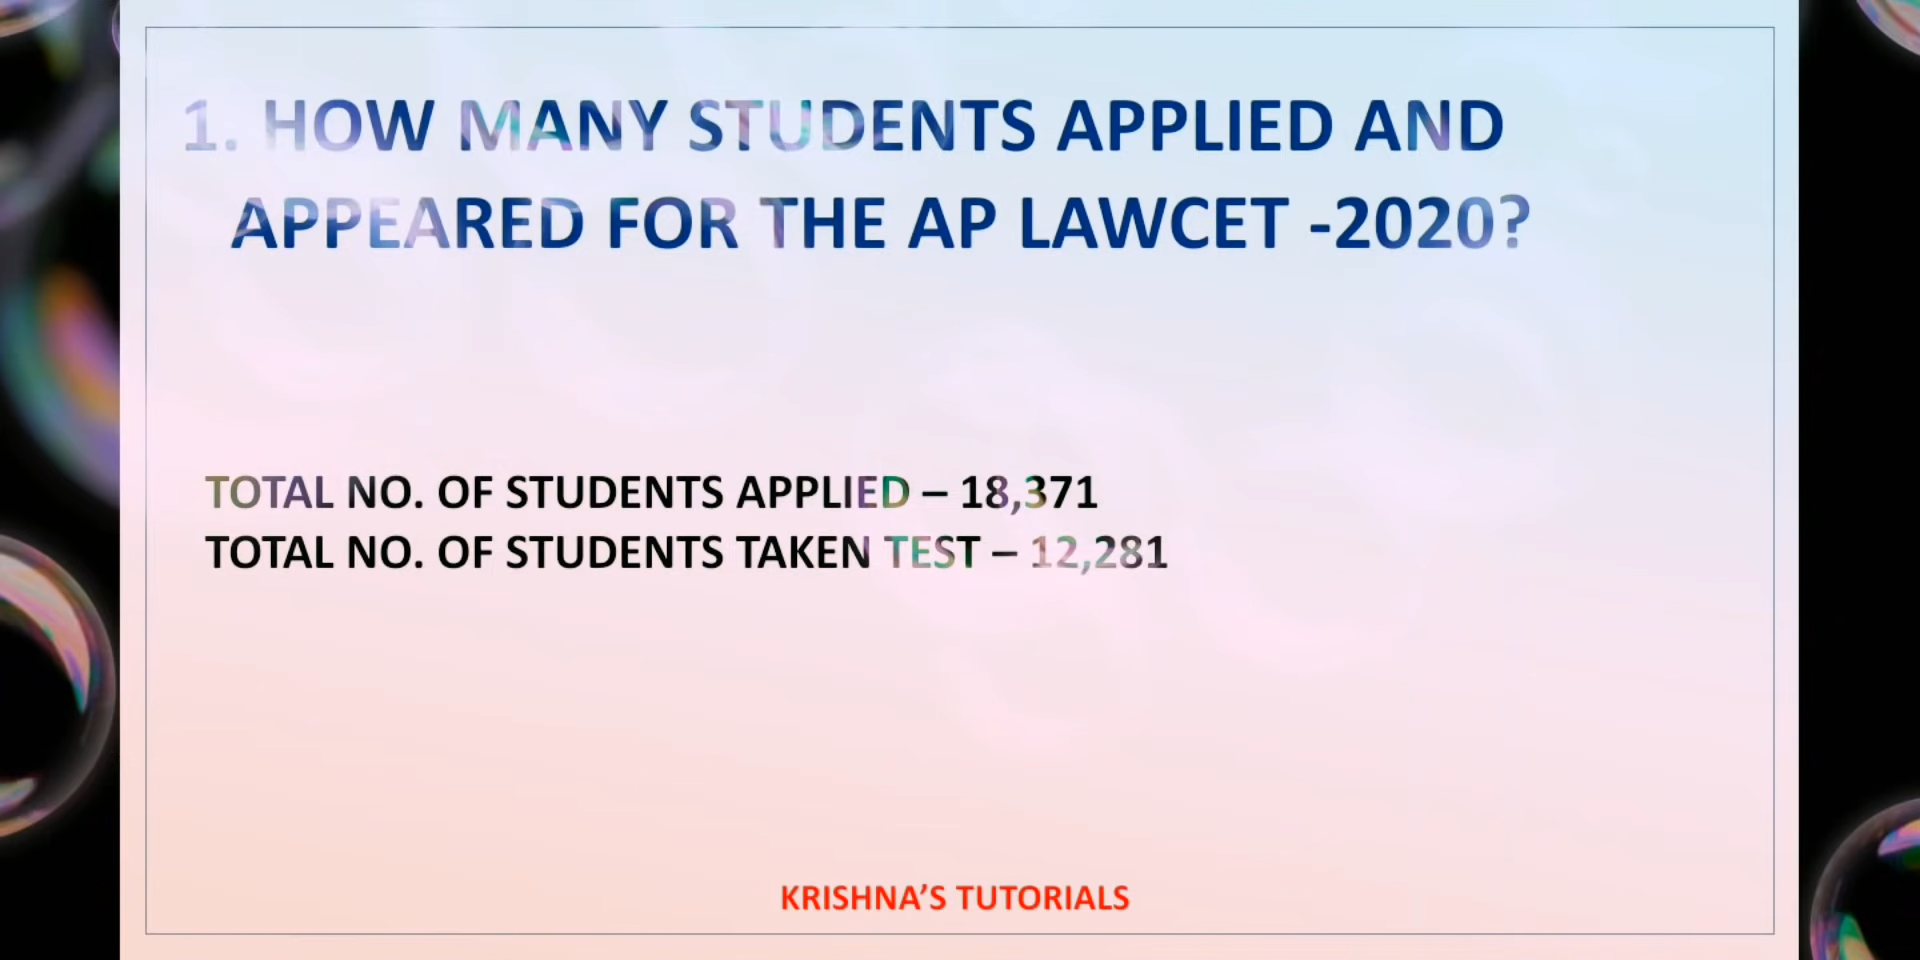 1. HOW MANY STUDENTS APPLIED AND
APPEARED FOR THE AP LAWCET -2020?
TOTAL NO. OF STUDENTS APPLIED – 18,371
TOTAL NO. OF STUDENTS TAKEN TEST – 12,281
KRISHNA’S TUTORIALS